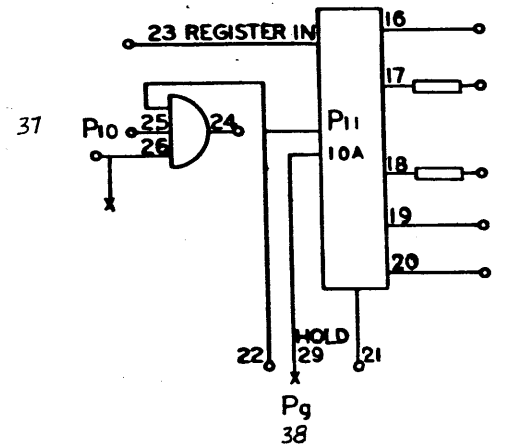 16
23 REGISTER IN
17
37 P10 25 24
26
P11
10A
18
19
20
HOLD
22 29 21
P9
38